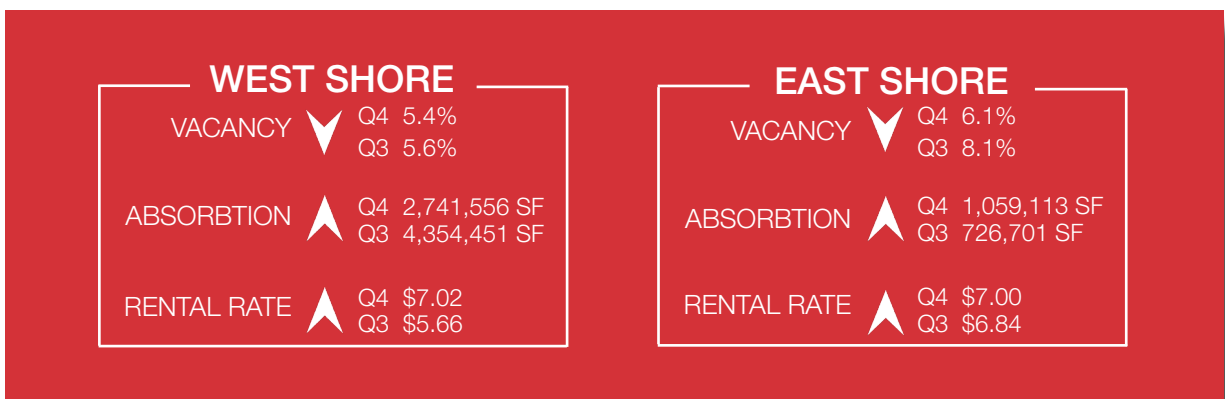 WEST SHORE
VACANCY Q4 5.4%
Q3 5.6%
ABSORBTION Q4 2,741,556 SF
Q3 4,354,451 SF
RENTAL RATE Q4 $7.02
Q3 $5.66
EAST SHORE
VACANCY Q4 6.1%
Q3 8.1%
ABSORBTION Q4 1,059,113 SF
Q3 726,701 SF
RENTAL RATE Q4 $7.00
Q3 $6.84